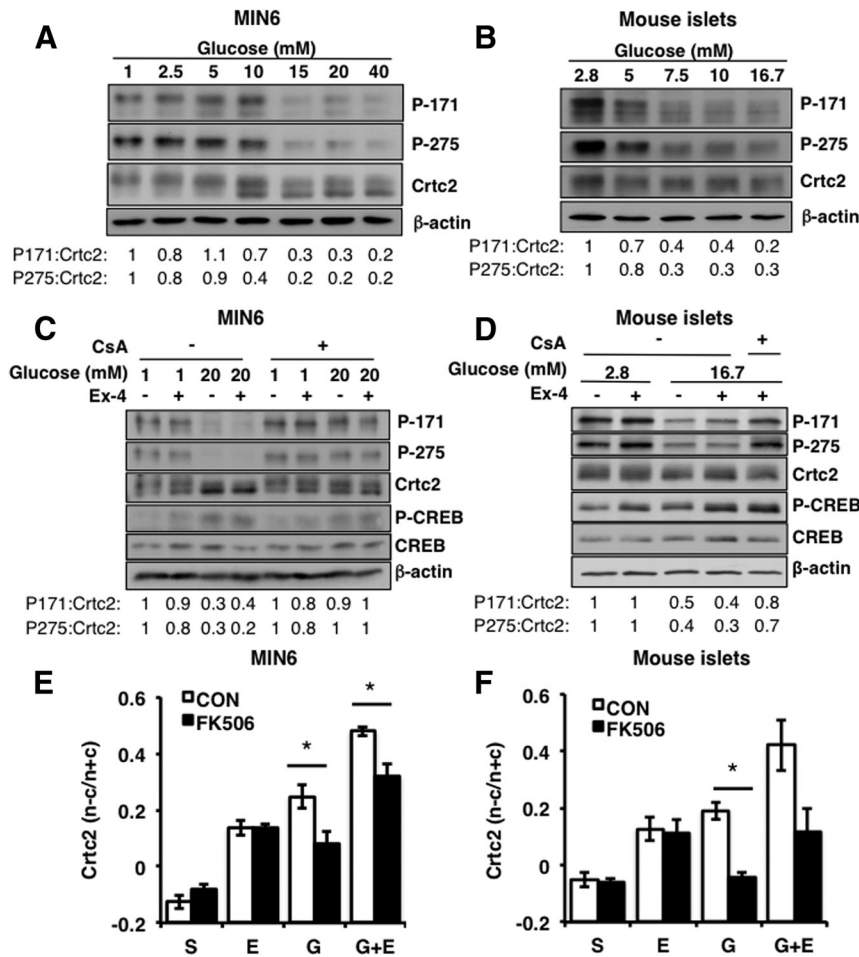 A
MIN6
Glucose (mM)
1 2.5 5 10 15 20 40
P-171
P-275
Crtc2
β-actin
P171:Crtc2: 1 0.8 1.1 0.7 0.3 0.3 0.2
P275:Crtc2: 1 0.8 0.9 0.4 0.2 0.2 0.2
B
Mouse islets
Glucose (mM)
2.8 5 7.5 10 16.7
P-171
P-275
Crtc2
β-actin
P171:Crtc2: 1 0.7 0.4 0.4 0.2
P275:Crtc2: 1 0.8 0.3 0.3 0.3
C
MIN6
CsA - +
Glucose (mM) 1 1 20 20 1 1 20 20
Ex-4 - + - + - + - +
P-171
P-275
Crtc2
P-CREB
CREB
β-actin
P171:Crtc2: 1 0.9 0.3 0.4 1 0.8 0.9 1
P275:Crtc2: 1 0.8 0.3 0.2 1 0.8 1 1
D
Mouse islets
CsA - +
Glucose (mM) 2.8 16.7
Ex-4 - + - + +
P-171
P-275
Crtc2
P-CREB
CREB
β-actin
P171:Crtc2: 1 1 0.5 0.4 0.8
P275:Crtc2: 1 1 0.4 0.3 0.7
E
MIN6
Crtc2 (n-c/n+c)
0.6
0.4
0.2
0
-0.2
CON
FK506
*
*
S E G G+E
F
Mouse islets
Crtc2 (n-c/n+c)
0.6
0.4
0.2
0
-0.2
CON
FK506
*
S E G G+E